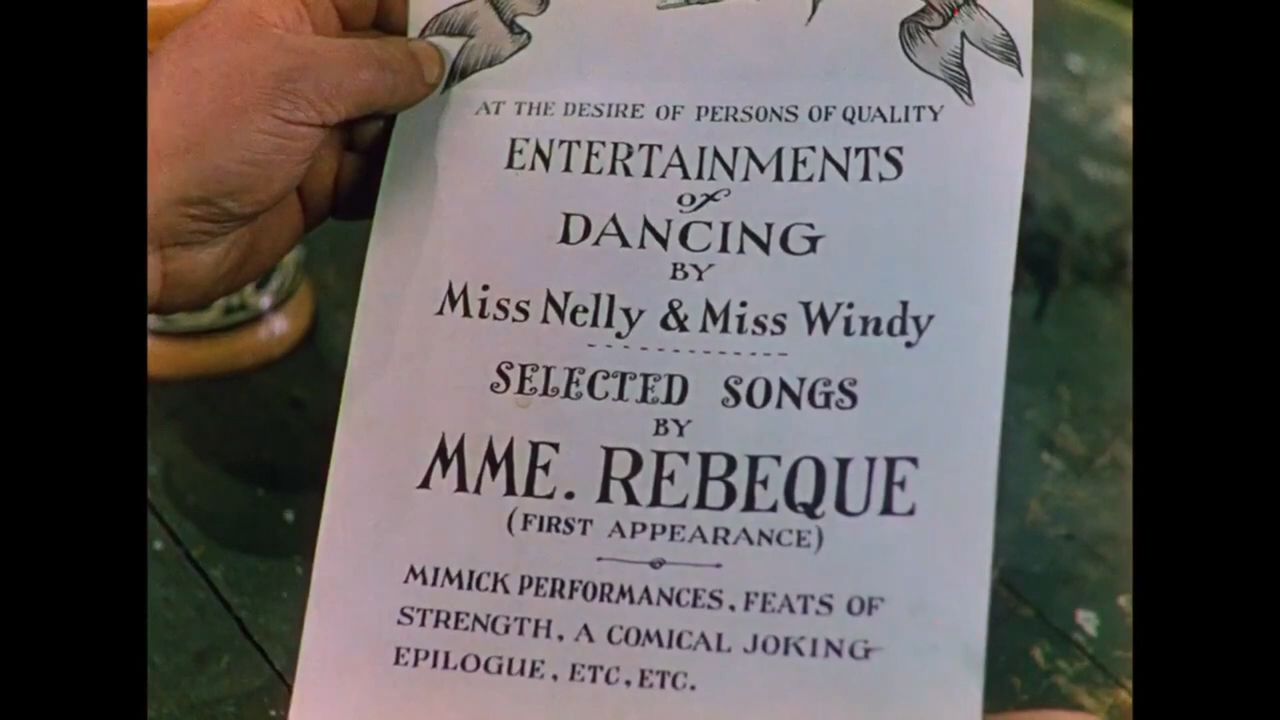 AT THE DESIRE OF PERSONS OF QUALITY
ENTERTAINMENTS
of
DANCING
BY
Miss Nelly & Miss Windy
SELECTED SONGS
BY
MME. REBEQUE
(FIRST APPEARANCE)
MIMICK PERFORMANCES, FEATS OF
STRENGTH, A COMICAL JOKING
EPILOGUE, ETC, ETC.